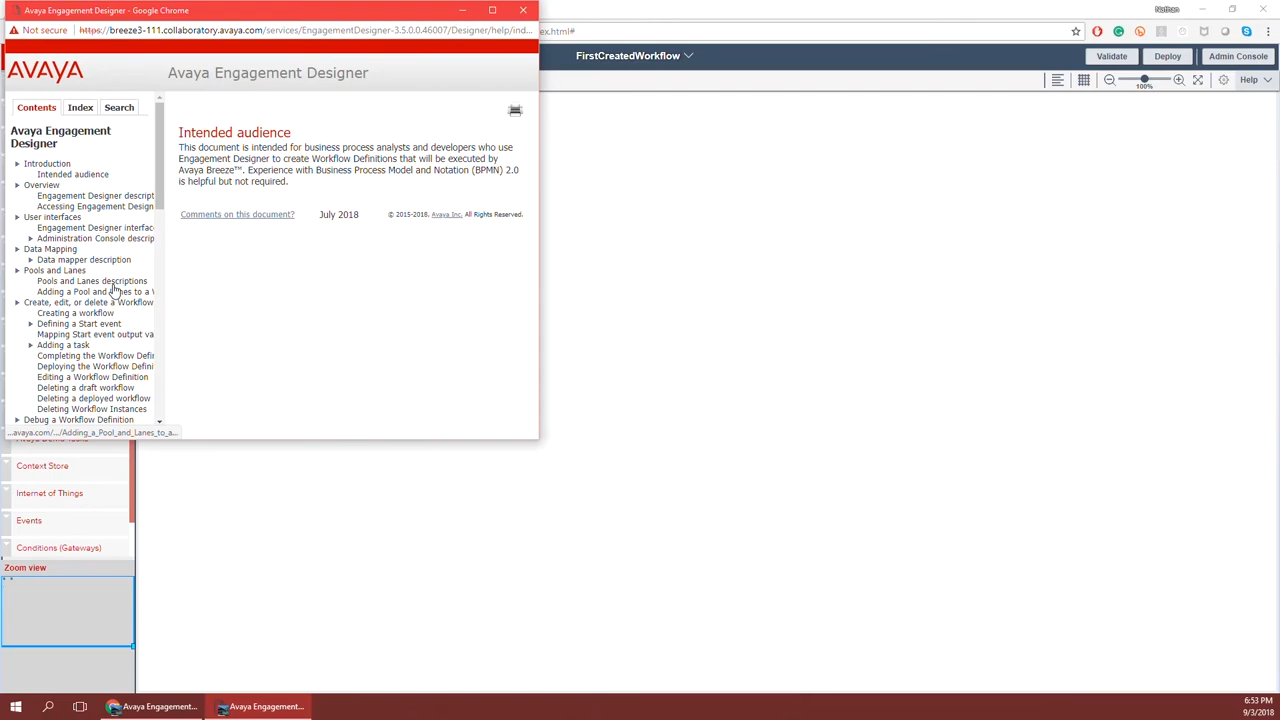 Avaya Engagement Designer - Google Chrome
Nathan
Not secure https://breeze3-111.collaboratory.avaya.com/services/EngagementDesigner-3.5.0.0.46007/Designer/help/ind...
ex.html#
FirstCreatedWorkflow
Validate
Deploy
Admin Console
AVAYA
Avaya Engagement Designer
100%
Help
Contents
Index
Search
Avaya Engagement
Designer
Introduction
Intended audience
Overview
Engagement Designer descript
Accessing Engagement Design
User interfaces
Engagement Designer interfac
Administration Console descrip
Data Mapping
Data mapper description
Pools and Lanes
Pools and Lanes descriptions
Adding a Pool and
to a
Create, edit, or delete a Workflow
Creating a workflow
Defining a Start event
Mapping Start event output va
Adding a task
Completing the Workflow Defi
Deploying the Workflow Defini
Editing a Workflow Definition
Deleting a draft workflow
Deleting a deployed workflow
Deleting Workflow Instances
Debug a Workflow Definition
...avaya.com/.../Adding_a_Pool_and_Lanes_to_a...
Intended audience
This document is intended for business process analysts and developers who use
Engagement Designer to create Workflow Definitions that will be executed by
Avaya Breeze™. Experience with Business Process Model and Notation (BPMN) 2.0
is helpful but not required.
Comments on this document?
July 2018
© 2015-2018, Avaya Inc. All Rights Reserved.
Context Store
Internet of Things
Events
Conditions (Gateways)
Zoom view
Avaya Engagement...
Avaya Engagement...
6:53 PM
9/3/2018